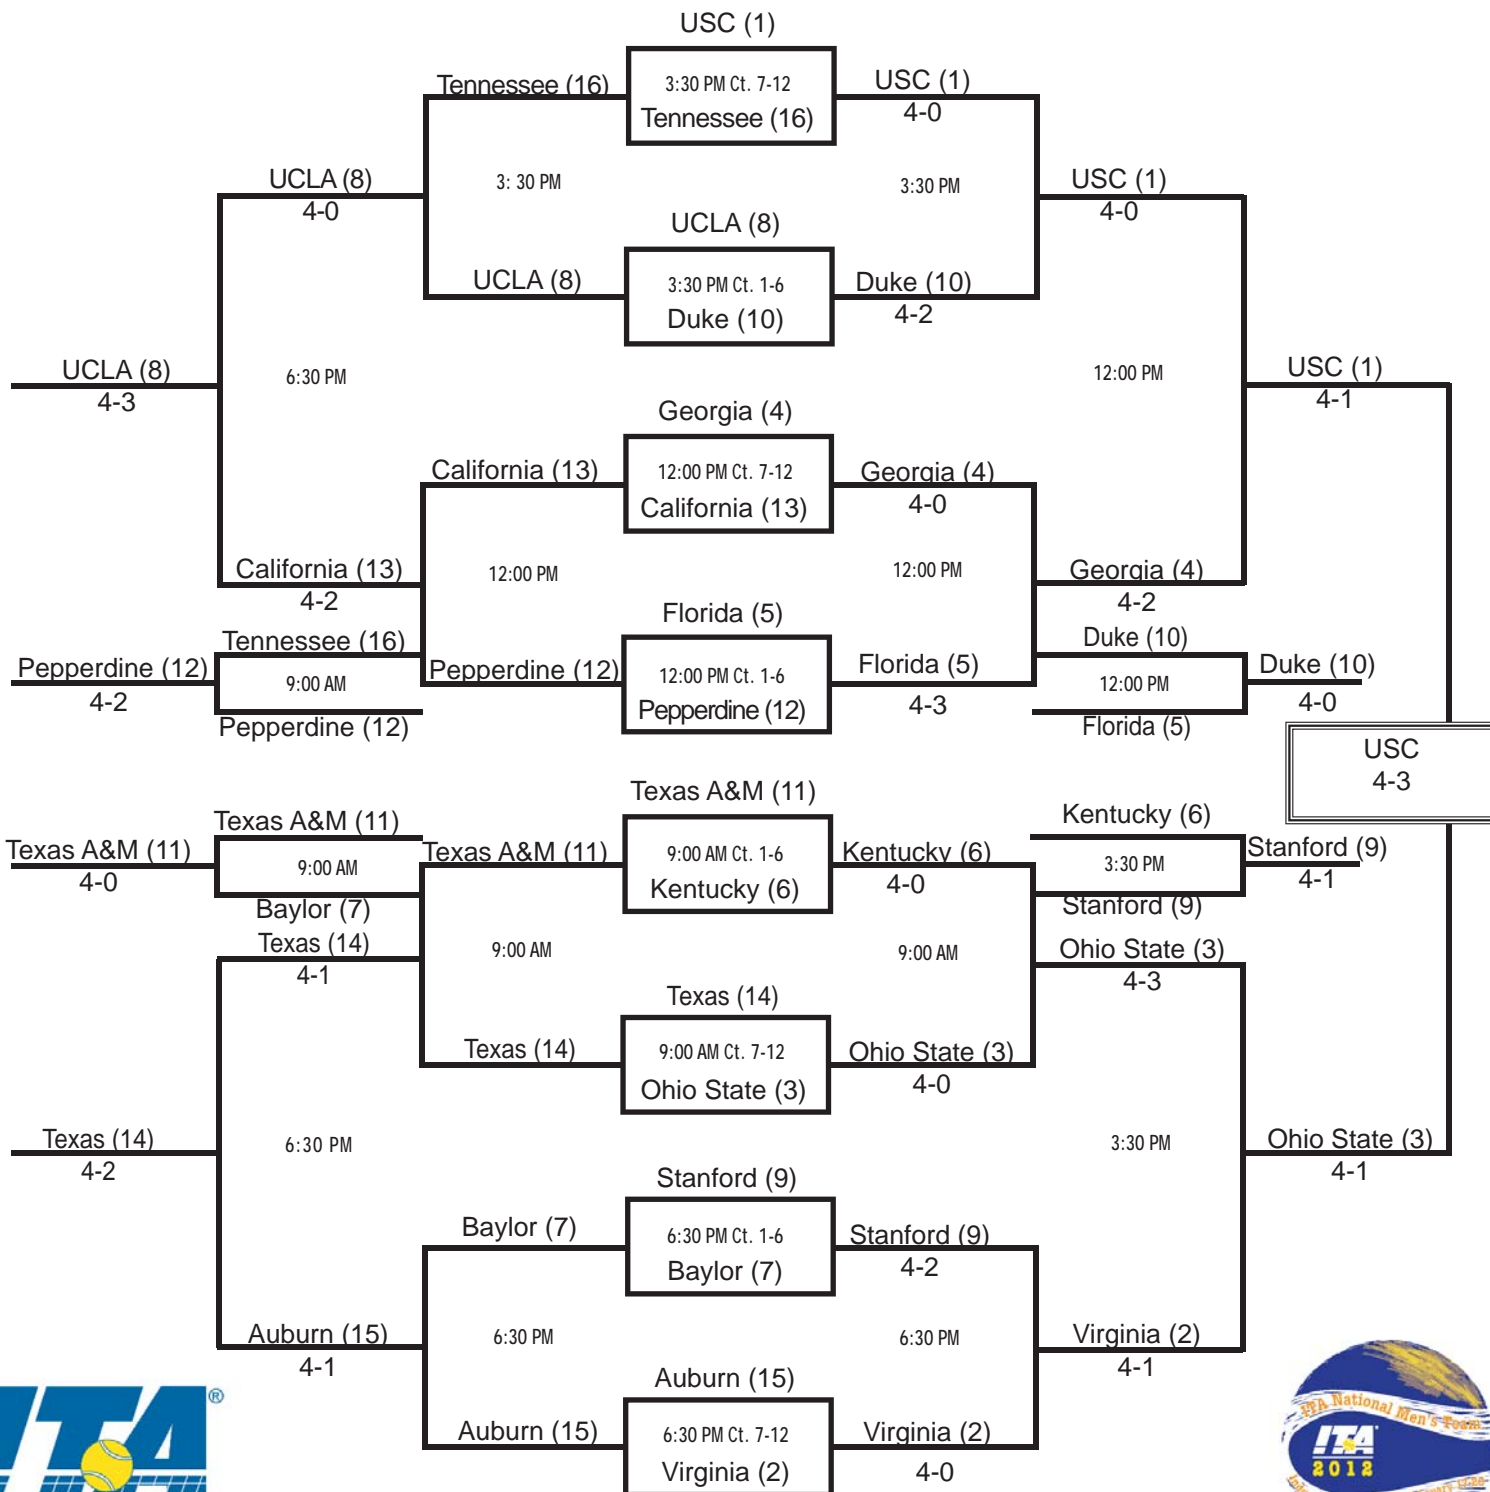 USC (1)
Tennessee (16)
3:30 PM Ct. 7-12
USC (1)
Tennessee (16)
4-0
UCLA (8)
3: 30 PM
3:30 PM
USC (1)
4-0
4-0
UCLA (8)
UCLA (8)
3:30 PM Ct. 1-6
Duke (10)
Duke (10)
4-2
UCLA (8)
6:30 PM
12:00 PM
USC (1)
4-3
4-1
Georgia (4)
California (13)
12:00 PM Ct. 7-12
Georgia (4)
California (13)
4-0
California (13)
12:00 PM
12:00 PM
Georgia (4)
4-2
4-2
Florida (5)
Tennessee (16)
Duke (10)
Pepperdine (12)
9:00 AM
Pepperdine (12)
12:00 PM Ct. 1-6
Florida (5)
12:00 PM
Duke (10)
4-2
Pepperdine (12)
4-3
4-0
Pepperdine (12)
Florida (5)
USC
4-3
Texas A&M (11)
Texas A&M (11)
Kentucky (6)
Texas A&M (11)
9:00 AM
Texas A&M (11)
9:00 AM Ct. 1-6
Kentucky (6)
3:30 PM
Stanford (9)
4-0
Kentucky (6)
4-0
4-1
Baylor (7)
Stanford (9)
Texas (14)
9:00 AM
9:00 AM
Ohio State (3)
4-1
4-3
Texas (14)
Texas (14)
9:00 AM Ct. 7-12
Ohio State (3)
Ohio State (3)
4-0
Texas (14)
6:30 PM
3:30 PM
Ohio State (3)
4-2
4-1
Stanford (9)
Baylor (7)
6:30 PM Ct. 1-6
Stanford (9)
Baylor (7)
4-2
Auburn (15)
6:30 PM
6:30 PM
Virginia (2)
4-1
4-1
Auburn (15)
Auburn (15)
6:30 PM Ct. 7-12
Virginia (2)
Virginia (2)
4-0
ITA®
ITA National Men's Team
ITA
2012